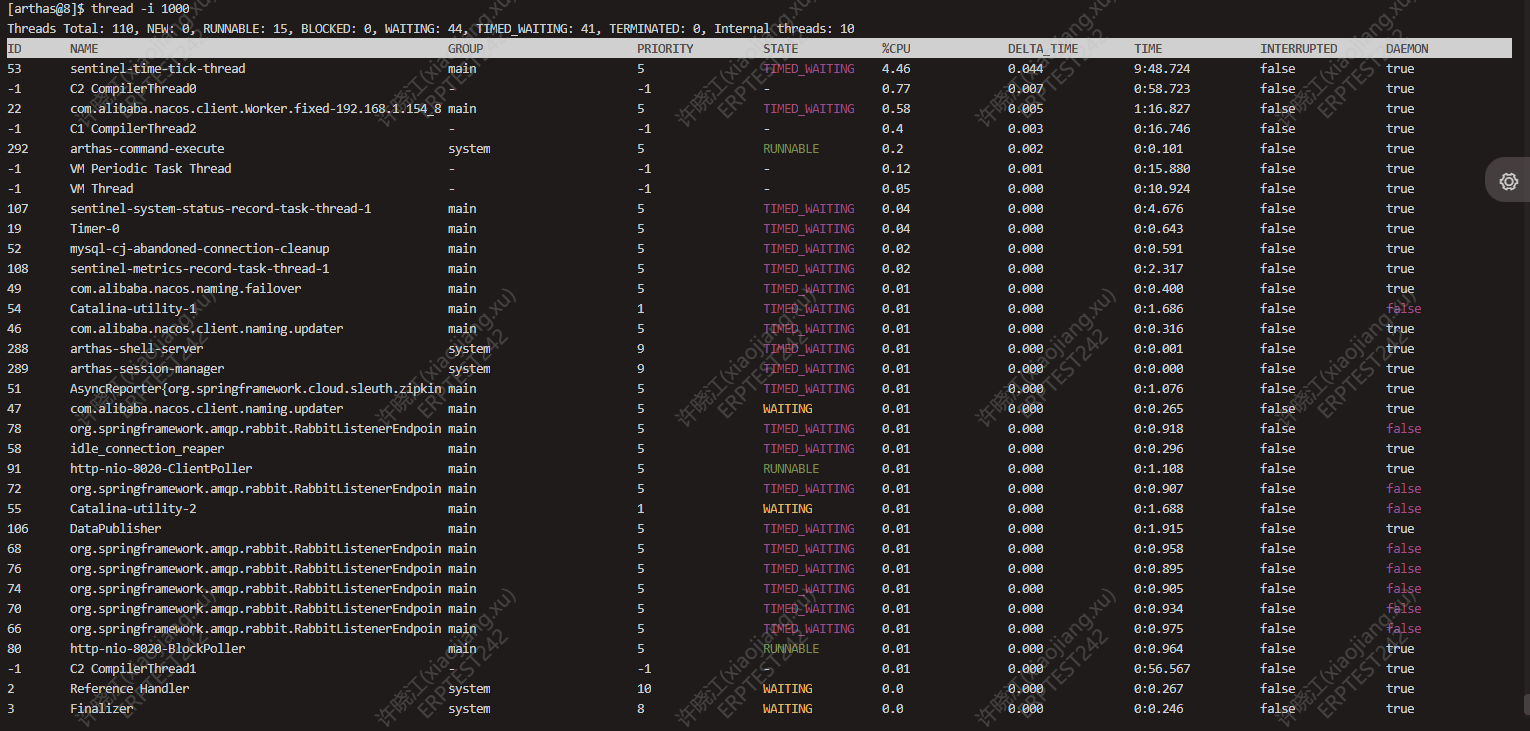 [arthas@8]$ thread -i 1000
Threads Total: 110, NEW: 0, RUNNABLE: 15, BLOCKED: 0, WAITING: 44, TIMED_WAITING: 41, TERMINATED: 0, Internal threads: 10
ID NAME GROUP PRIORITY STATE %CPU DELTA_TIME TIME INTERRUPTED DAEMON
53 sentinel-time-tick-thread main 5 TIMED_WAITING 4.46 0.044 9:48.724 false true
-1 C2 CompilerThread0 - -1 - 0.77 0.007 0:58.723 false true
22 com.alibaba.nacos.client.Worker.fixed-192.168.1.154_8 main 5 TIMED_WAITING 0.58 0.005 1:16.827 false true
-1 C1 CompilerThread2 - -1 - 0.4 0.003 0:16.746 false true
292 arthas-command-execute system 5 RUNNABLE 0.2 0.002 0:0.101 false true
-1 VM Periodic Task Thread - -1 - 0.12 0.001 0:15.880 false true
-1 VM Thread - -1 - 0.05 0.000 0:10.924 false true
107 sentinel-system-status-record-task-thread-1 main 5 TIMED_WAITING 0.04 0.000 0:4.676 false true
19 Timer-0 main 5 TIMED_WAITING 0.04 0.000 0:0.643 false true
52 mysql-cj-abandoned-connection-cleanup main 5 TIMED_WAITING 0.02 0.000 0:0.591 false true
108 sentinel-metrics-record-task-thread-1 main 5 TIMED_WAITING 0.02 0.000 0:2.317 false true
49 com.alibaba.nacos.naming.failover main 5 TIMED_WAITING 0.01 0.000 0:0.400 false true
54 Catalina-utility-1 main 1 TIMED_WAITING 0.01 0.000 0:1.686 false false
46 com.alibaba.nacos.client.naming.updater main 5 TIMED_WAITING 0.01 0.000 0:0.316 false true
288 arthas-shell-server system 9 TIMED_WAITING 0.01 0.000 0:0.001 false true
289 arthas-session-manager system 9 TIMED_WAITING 0.01 0.000 0:0.000 false true
51 AsyncReporter{org.springframework.cloud.sleuth.zipkin main 5 TIMED_WAITING 0.01 0.000 0:1.076 false true
47 com.alibaba.nacos.client.naming.updater main 5 WAITING 0.01 0.000 0:0.265 false true
78 org.springframework.amqp.rabbit.RabbitListenerEndpoin main 5 TIMED_WAITING 0.01 0.000 0:0.918 false false
58 idle_connection_reaper main 5 TIMED_WAITING 0.01 0.000 0:0.296 false true
91 http-nio-8020-ClientPoller main 5 RUNNABLE 0.01 0.000 0:1.108 false true
72 org.springframework.amqp.rabbit.RabbitListenerEndpoin main 5 TIMED_WAITING 0.01 0.000 0:0.907 false false
55 Catalina-utility-2 main 1 WAITING 0.01 0.000 0:1.688 false false
106 DataPublisher main 5 TIMED_WAITING 0.01 0.000 0:1.915 false true
68 org.springframework.amqp.rabbit.RabbitListenerEndpoin main 5 TIMED_WAITING 0.01 0.000 0:0.958 false false
76 org.springframework.amqp.rabbit.RabbitListenerEndpoin main 5 TIMED_WAITING 0.01 0.000 0:0.895 false false
74 org.springframework.amqp.rabbit.RabbitListenerEndpoin main 5 TIMED_WAITING 0.01 0.000 0:0.905 false false
70 org.springframework.amqp.rabbit.RabbitListenerEndpoin main 5 TIMED_WAITING 0.01 0.000 0:0.934 false false
66 org.springframework.amqp.rabbit.RabbitListenerEndpoin main 5 TIMED_WAITING 0.01 0.000 0:0.975 false false
80 http-nio-8020-BlockPoller main 5 RUNNABLE 0.01 0.000 0:0.964 false true
-1 C2 CompilerThread1 - -1 - 0.01 0.000 0:56.567 false true
2 Reference Handler system 10 WAITING 0.0 0.000 0:0.267 false true
3 Finalizer system 8 WAITING 0.0 0.000 0:0.246 false true
许晓江(xiaojiang.xu)
ERPTEST242